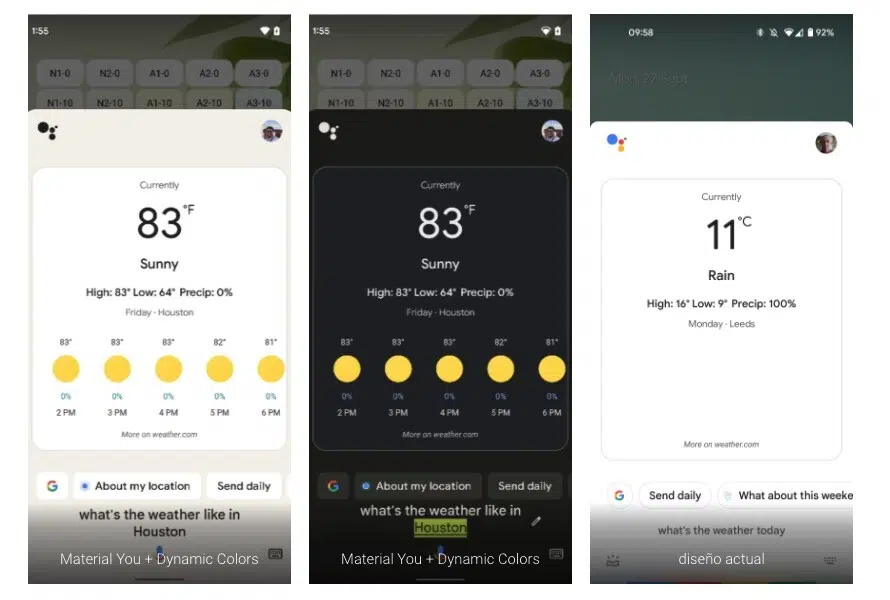 1:55
N1-0 N2-0 A1-0 A2-0 A3-0
N1-10 N2-10 A1-10 A2-10 A3-10
Currently
83°F
Sunny
High: 83° Low: 64° Precip: 0%
Friday · Houston
83° 83° 83° 82° 81°
0% 0% 0% 0% 0%
2 PM 3 PM 4 PM 5 PM 6 PM
More on weather.com
G About my location Send daily
what's the weather like in
Houston
Material You + Dynamic Colors
1:55
N1-0 N2-0 A1-0 A2-0 A3-0
N1-10 N2-10 A1-10 A2-10 A3-10
Currently
83°F
Sunny
High: 83° Low: 64° Precip: 0%
Friday · Houston
83° 83° 83° 82° 81°
0% 0% 0% 0% 0%
2 PM 3 PM 4 PM 5 PM 6 PM
More on weather.com
G About my location Send daily
what's the weather like in
Houston
Material You + Dynamic Colors
09:58 92%
Mon, 27 Sept
Currently
11°C
Rain
High: 16° Low: 9° Precip: 100%
Monday · Leeds
More on weather.com
G Send daily What about this weeke
what's the weather today
diseño actual